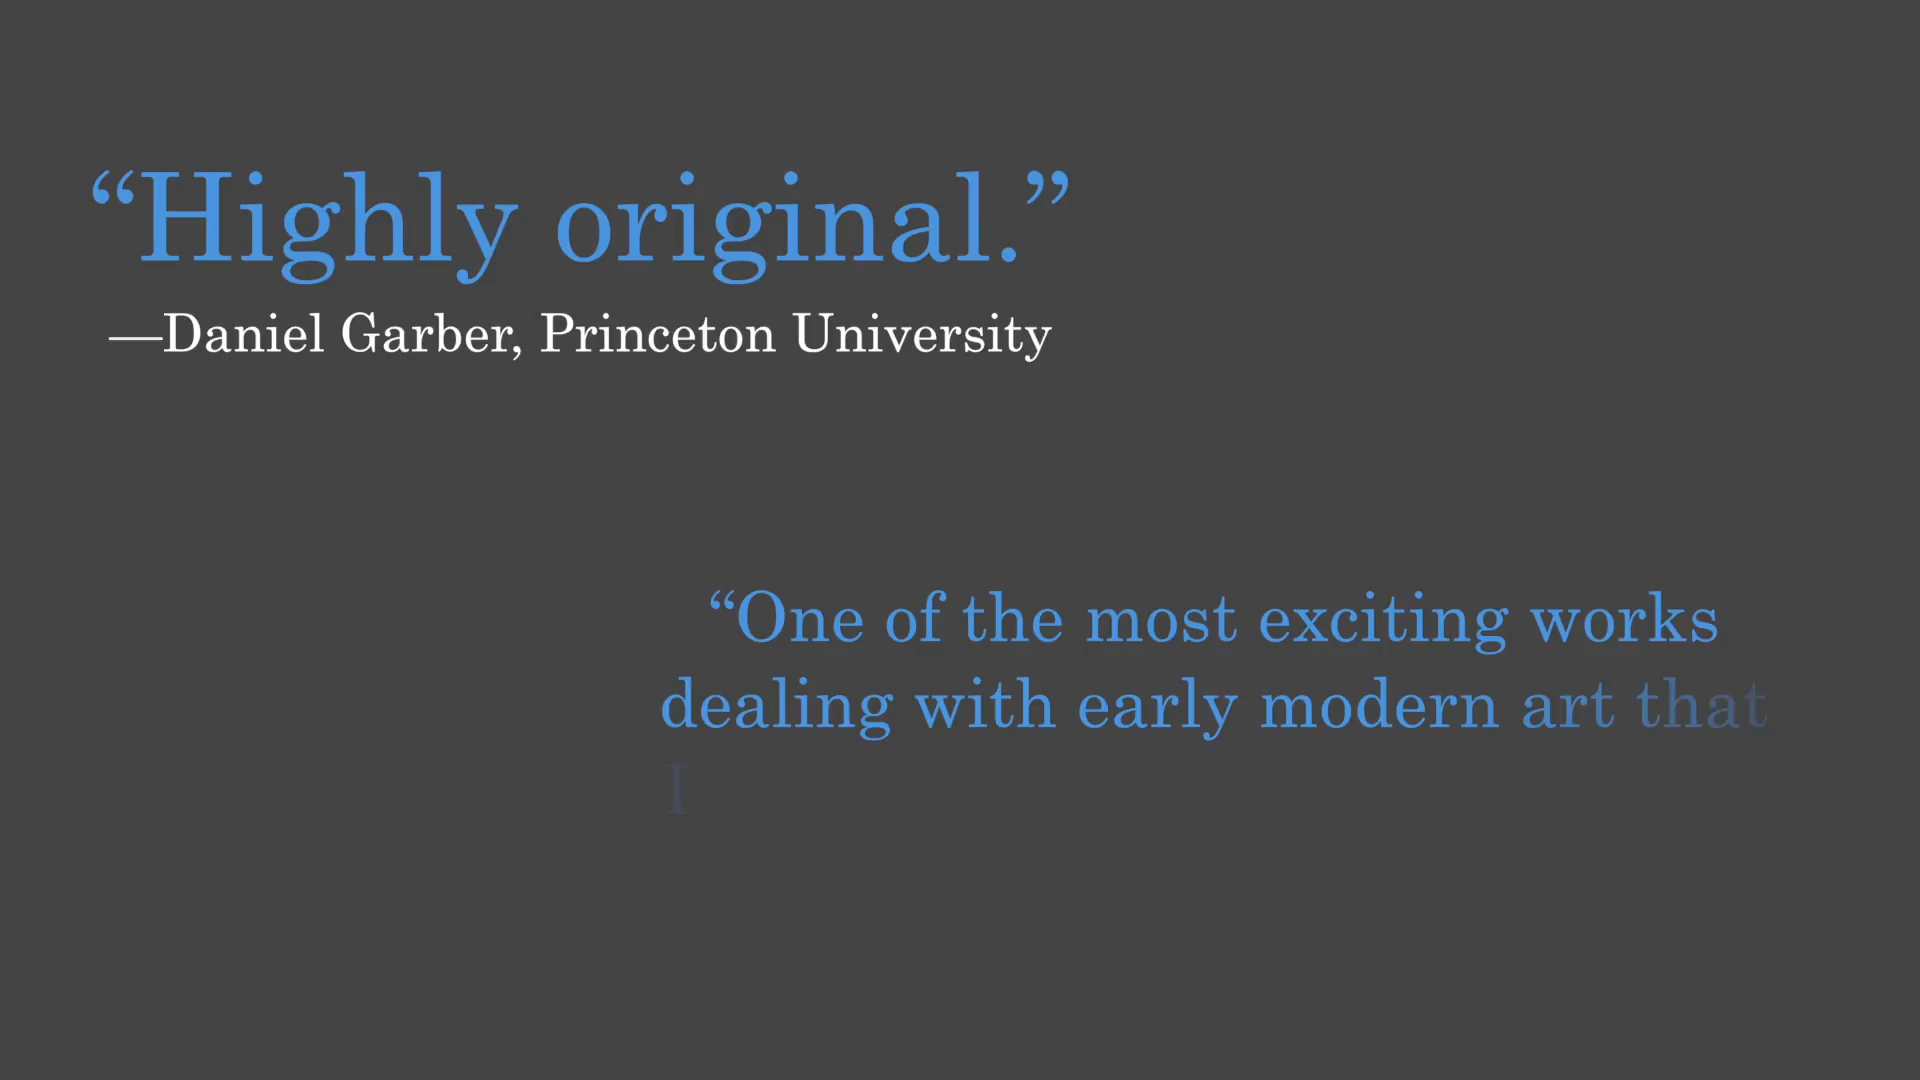 “Highly original.”
—Daniel Garber, Princeton University
“One of the most exciting works
dealing with early modern art that
I